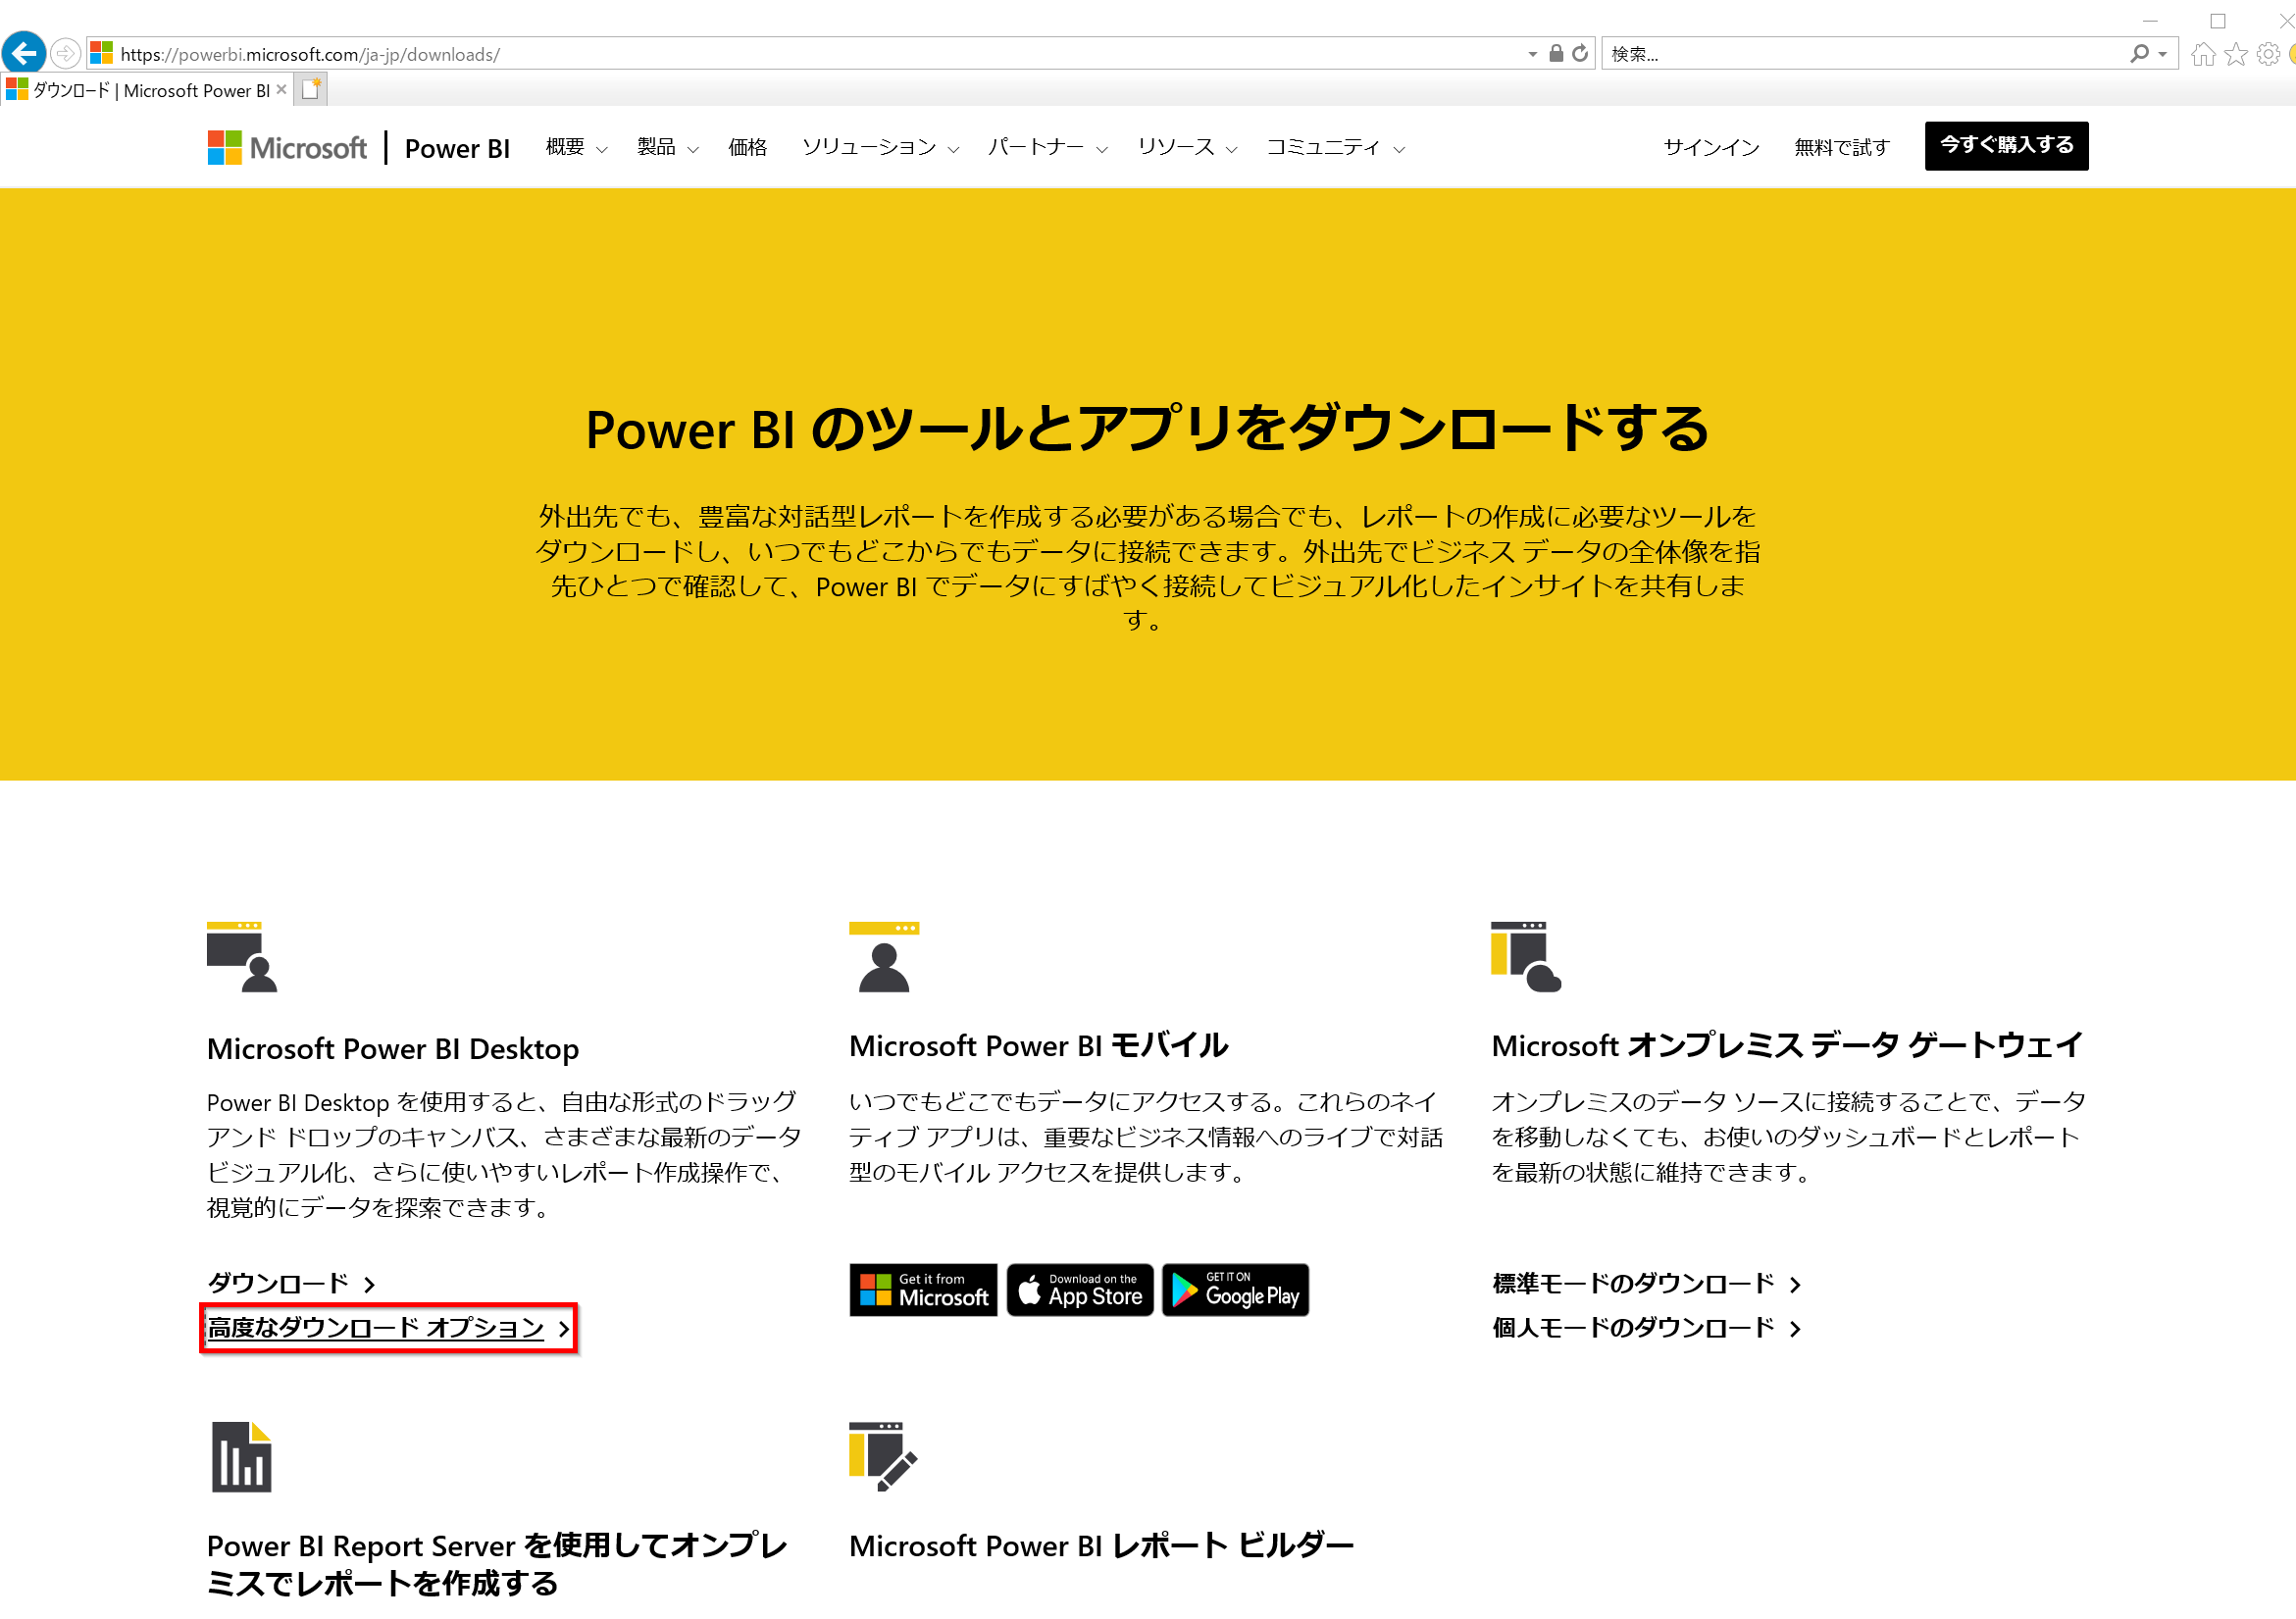 https://powerbi.microsoft.com/ja-jp/downloads/
検索...
ダウンロード | Microsoft Power BI
Microsoft | Power BI 概要 製品 価格 ソリューション パートナー リソース コミュニティ サインイン 無料で試す 今すぐ購入する
Power BI のツールとアプリをダウンロードする
外出先でも、豊富な対話型レポートを作成する必要がある場合でも、レポートの作成に必要なツールを
ダウンロードし、いつでもどこからでもデータに接続できます。外出先でビジネス データの全体像を指
先ひとつで確認して、Power BI でデータにすばやく接続してビジュアル化したインサイトを共有しま
す。
Microsoft Power BI Desktop
Power BI Desktop を使用すると、自由な形式のドラッグ
アンド ドロップのキャンバス、さまざまな最新のデータ
ビジュアル化、さらに使いやすいレポート作成操作で、
視覚的にデータを探索できます。
ダウンロード
高度なダウンロード オプション
Microsoft Power BI モバイル
いつでもどこでもデータにアクセスする。これらのネイ
ティブ アプリは、重要なビジネス情報へのライブで対話
型のモバイル アクセスを提供します。
Get it from
Microsoft
Download on the
App Store
GET IT ON
Google Play
Microsoft オンプレミス データ ゲートウェイ
オンプレミスのデータ ソースに接続することで、データ
を移動しなくても、お使いのダッシュボードとレポート
を最新の状態に維持できます。
標準モードのダウンロード
個人モードのダウンロード
Power BI Report Server を使用してオンプレ
ミスでレポートを作成する
Microsoft Power BI レポート ビルダー